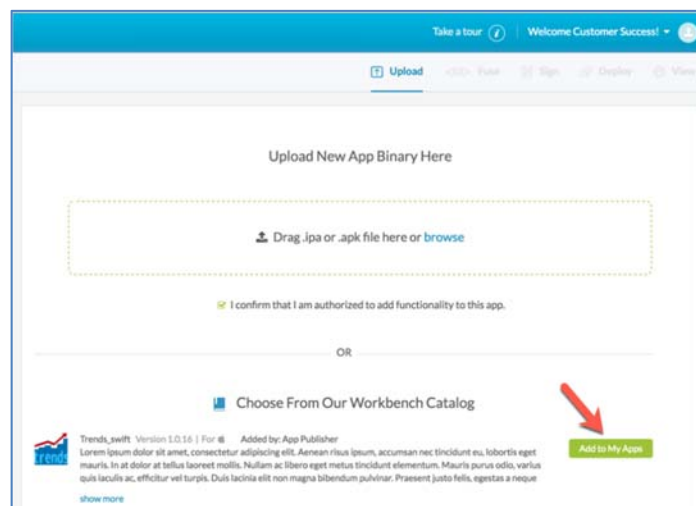 Take a tour i Welcome Customer Success!
Upload Fuse Sign Deploy View
Upload New App Binary Here
Drag .ipa or .apk file here or browse
I confirm that I am authorized to add functionality to this app.
OR
Choose From Our Workbench Catalog
Trends_swift Version 1.0.16 | For Added by: App Publisher
Lorem ipsum dolor sit amet, consectetur adipiscing elit. Aenean risus ipsum, accumsan nec tincidunt eu, lobortis eget
mauris. In at dolor at tellus laoreet mollis. Nullam ac libero eget metus tincidunt elementum. Mauris purus odio, varius
quis iaculis ac, efficitur vel turpis. Duis lacinia elit non magna bibendum pulvinar. Praesent justo felis, egestas a neque
show more
trends
Add to My Apps